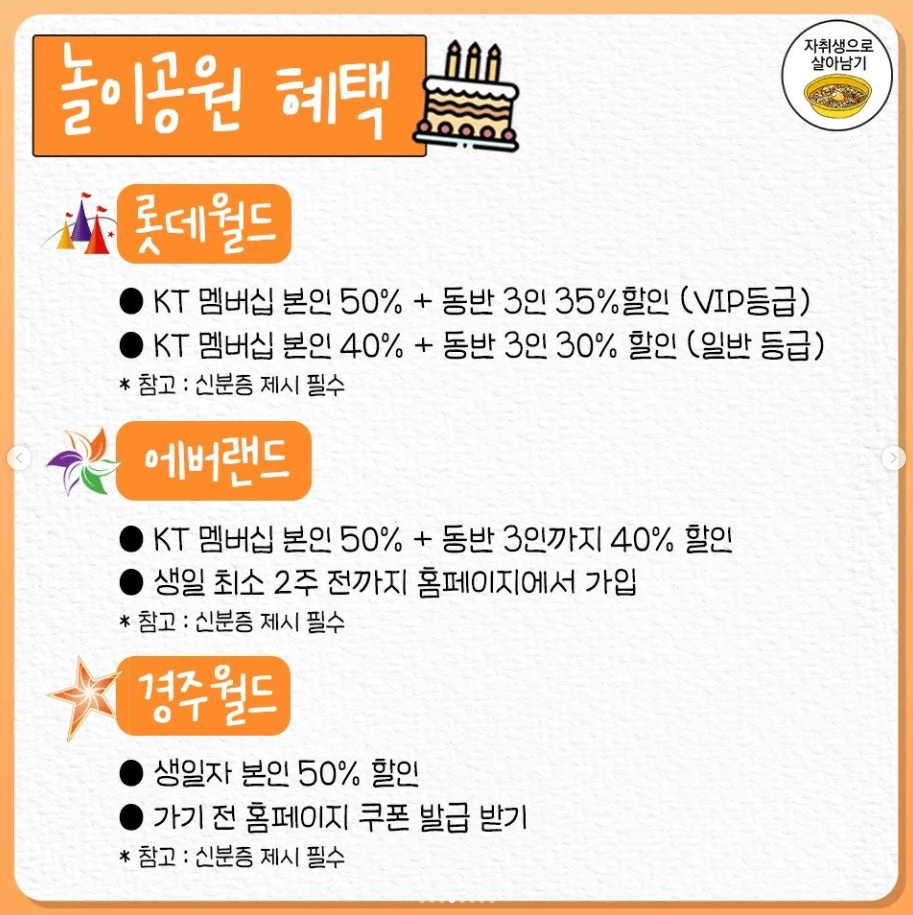 놀이공원 혜택
자취생으로
살아남기
롯데월드
● KT 멤버십 본인 50% + 동반 3인 35%할인 (VIP등급)
● KT 멤버십 본인 40% + 동반 3인 30% 할인 (일반 등급)
* 참고 : 신분증 제시 필수
에버랜드
● KT 멤버십 본인 50% + 동반 3인까지 40% 할인
● 생일 최소 2주 전까지 홈페이지에서 가입
* 참고 : 신분증 제시 필수
경주월드
● 생일자 본인 50% 할인
● 가기 전 홈페이지 쿠폰 발급 받기
* 참고 : 신분증 제시 필수